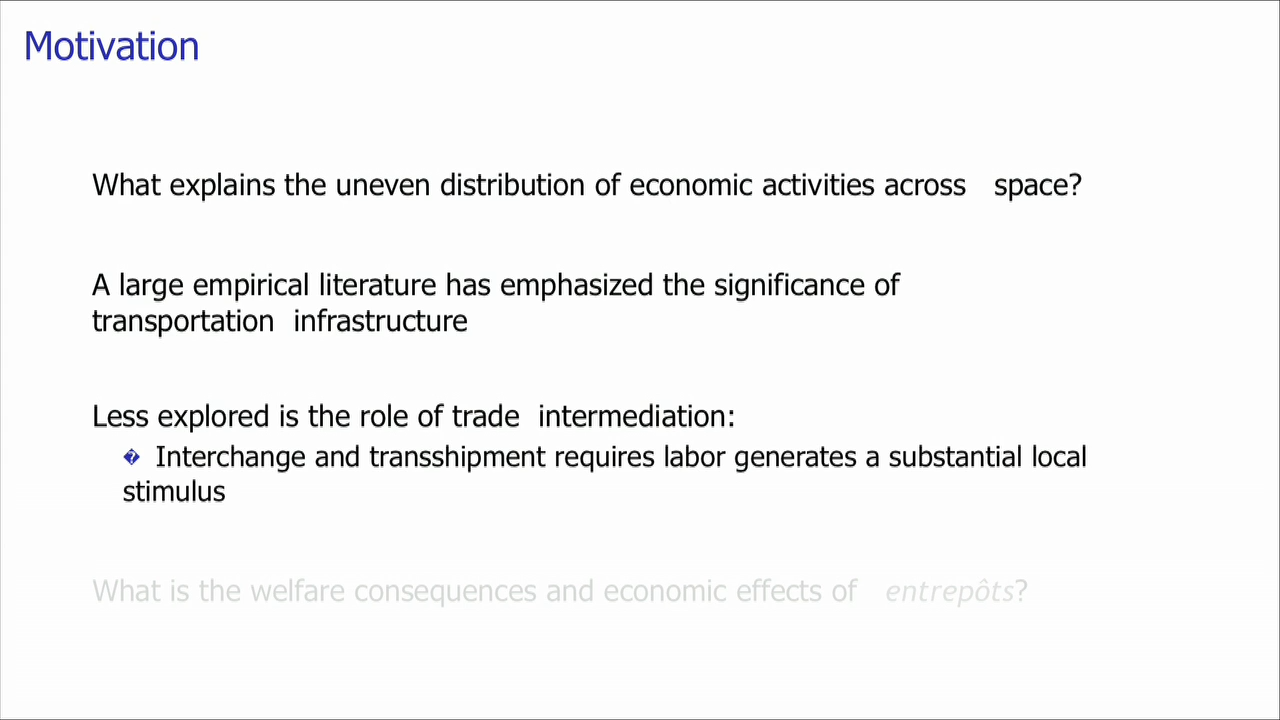 Motivation
What explains the uneven distribution of economic activities across space?
A large empirical literature has emphasized the significance of
transportation infrastructure
Less explored is the role of trade intermediation:
� Interchange and transshipment requires labor generates a substantial local
stimulus
What is the welfare consequences and economic effects of entrepôts?